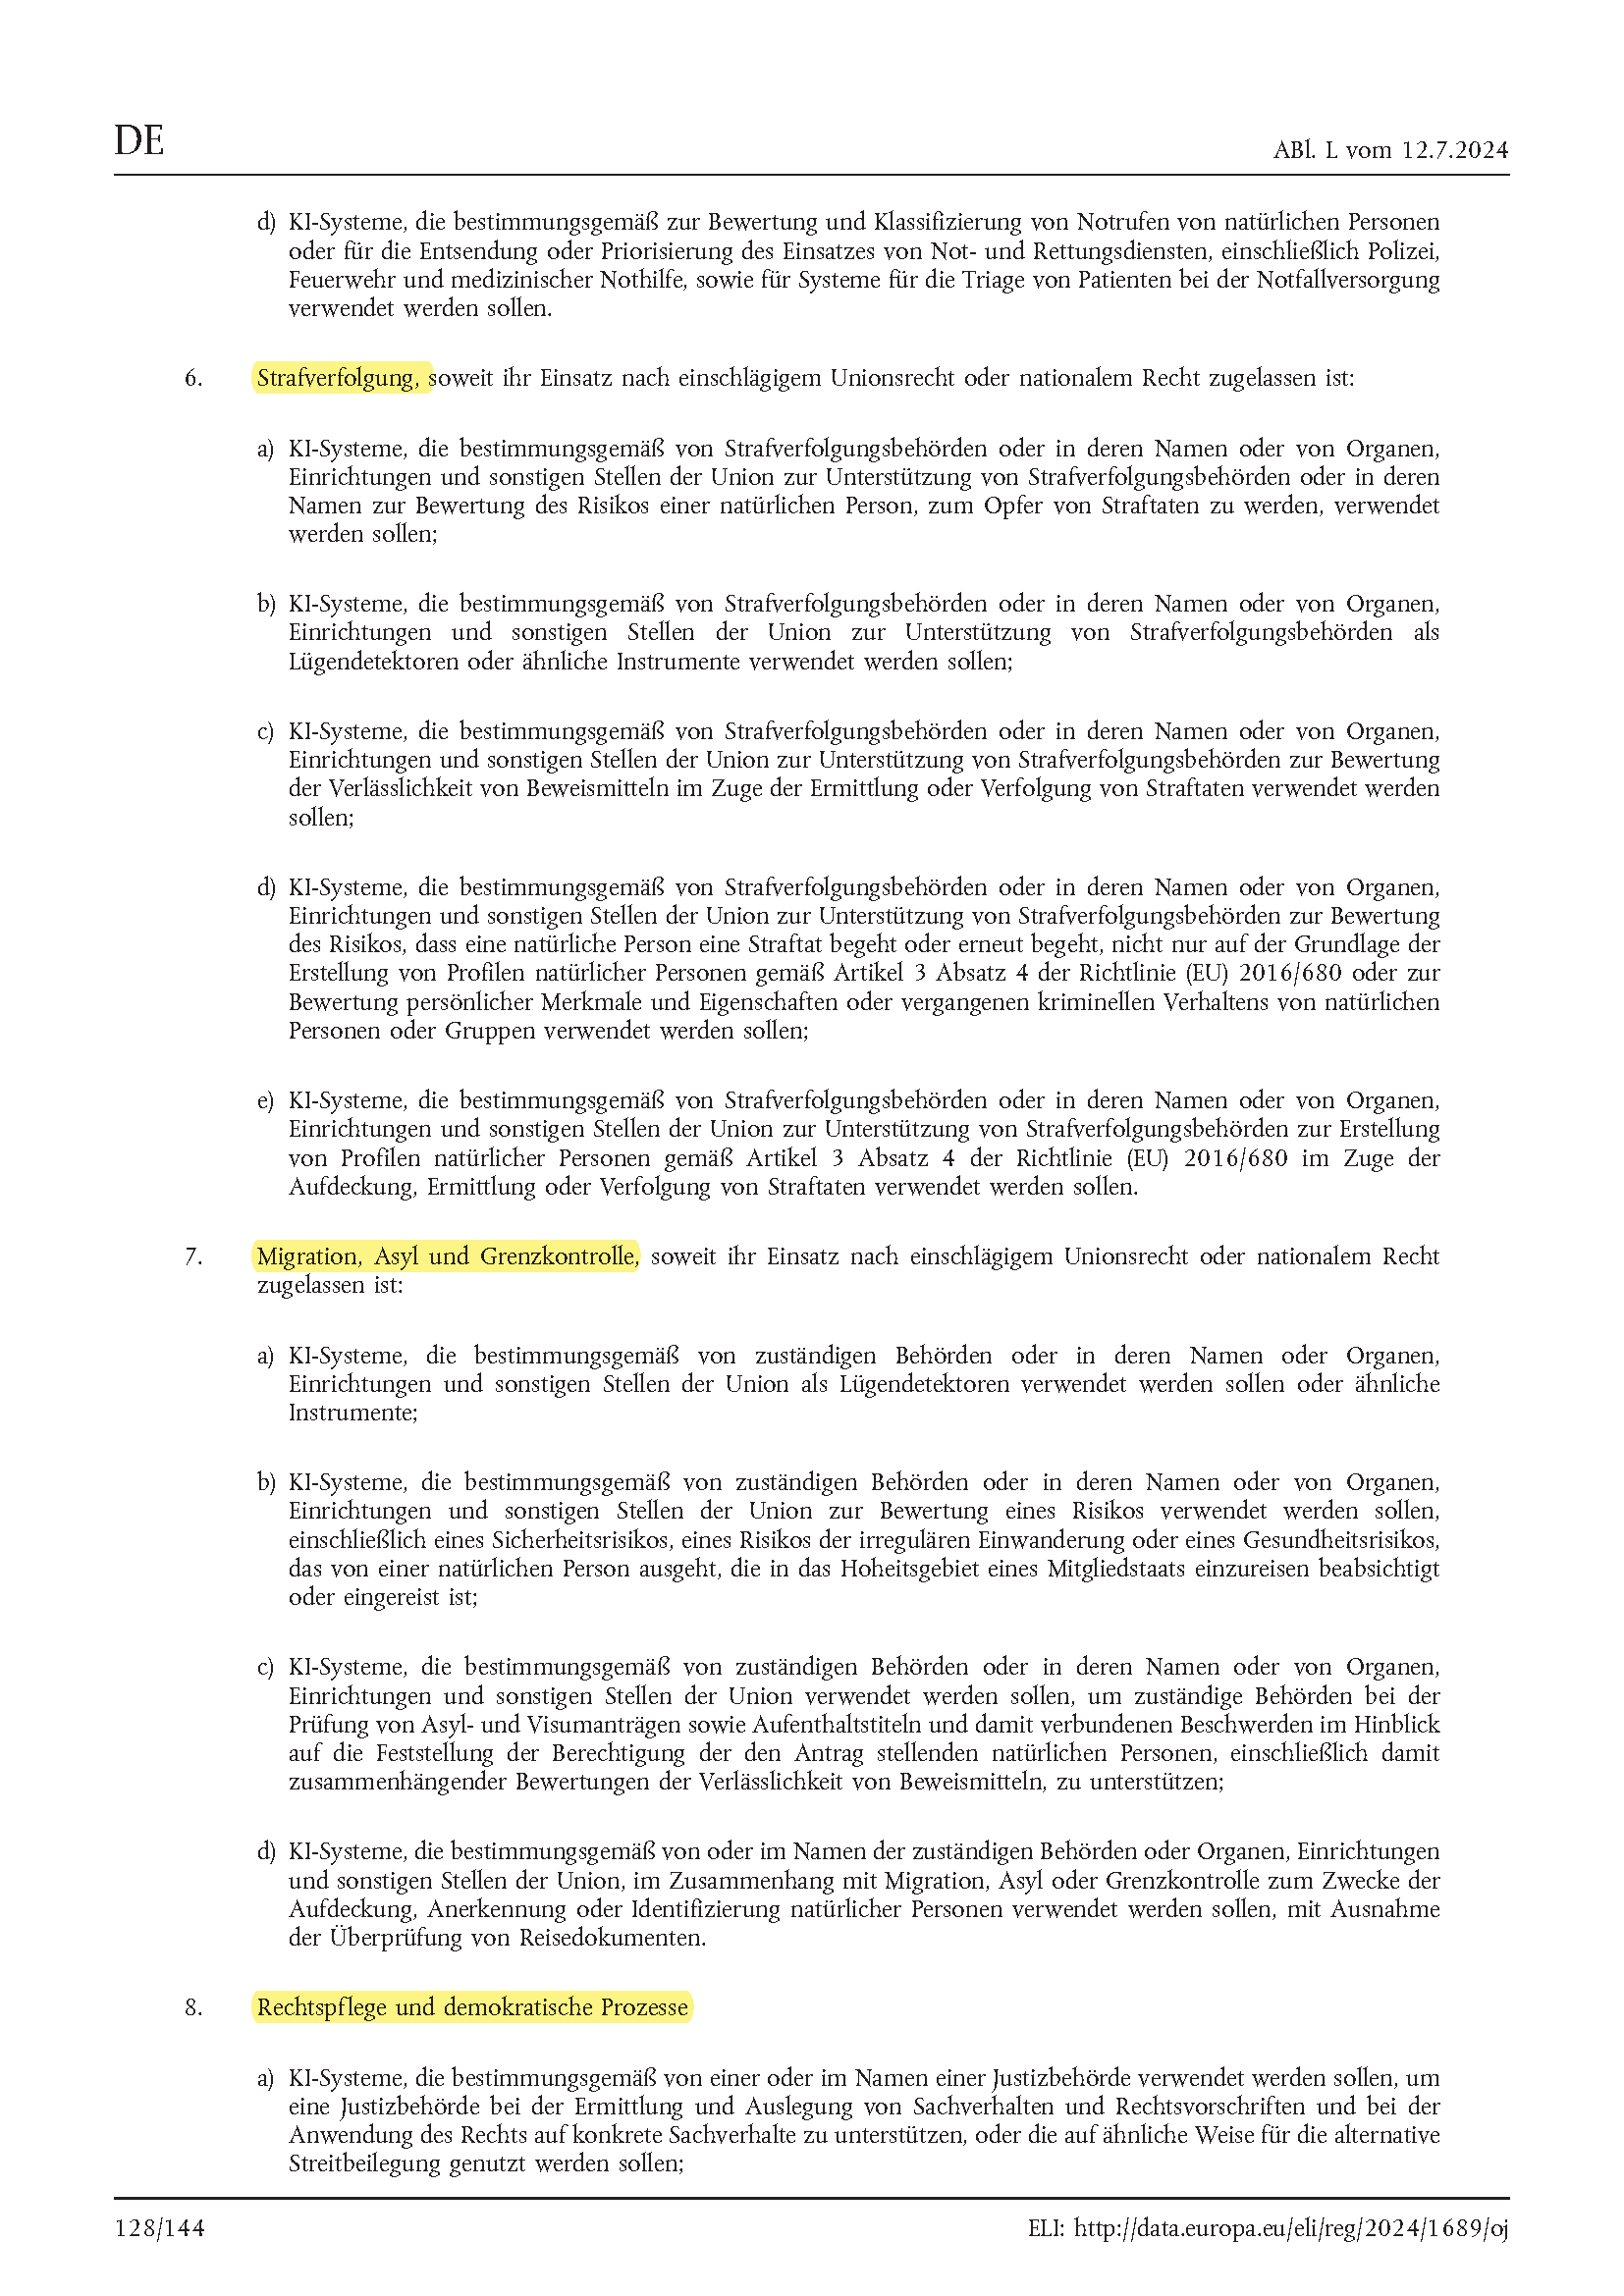 DE
ABl. L vom 12.7.2024
d) KI-Systeme, die bestimmungsgemäß zur Bewertung und Klassifizierung von Notrufen von natürlichen Personen
oder für die Entsendung oder Priorisierung des Einsatzes von Not- und Rettungsdiensten, einschließlich Polizei,
Feuerwehr und medizinischer Nothilfe, sowie für Systeme für die Triage von Patienten bei der Notfallversorgung
verwendet werden sollen.
6. Strafverfolgung, soweit ihr Einsatz nach einschlägigem Unionsrecht oder nationalem Recht zugelassen ist:
a) KI-Systeme, die bestimmungsgemäß von Strafverfolgungsbehörden oder in deren Namen oder von Organen,
Einrichtungen und sonstigen Stellen der Union zur Unterstützung von Strafverfolgungsbehörden oder in deren
Namen zur Bewertung des Risikos einer natürlichen Person, zum Opfer von Straftaten zu werden, verwendet
werden sollen;
b) KI-Systeme, die bestimmungsgemäß von Strafverfolgungsbehörden oder in deren Namen oder von Organen,
Einrichtungen und sonstigen Stellen der Union zur Unterstützung von Strafverfolgungsbehörden als
Lügendetektoren oder ähnliche Instrumente verwendet werden sollen;
c) KI-Systeme, die bestimmungsgemäß von Strafverfolgungsbehörden oder in deren Namen oder von Organen,
Einrichtungen und sonstigen Stellen der Union zur Unterstützung von Strafverfolgungsbehörden zur Bewertung
der Verlässlichkeit von Beweismitteln im Zuge der Ermittlung oder Verfolgung von Straftaten verwendet werden
sollen;
d) KI-Systeme, die bestimmungsgemäß von Strafverfolgungsbehörden oder in deren Namen oder von Organen,
Einrichtungen und sonstigen Stellen der Union zur Unterstützung von Strafverfolgungsbehörden zur Bewertung
des Risikos, dass eine natürliche Person eine Straftat begeht oder erneut begeht, nicht nur auf der Grundlage der
Erstellung von Profilen natürlicher Personen gemäß Artikel 3 Absatz 4 der Richtlinie (EU) 2016/680 oder zur
Bewertung persönlicher Merkmale und Eigenschaften oder vergangenen kriminellen Verhaltens von natürlichen
Personen oder Gruppen verwendet werden sollen;
e) KI-Systeme, die bestimmungsgemäß von Strafverfolgungsbehörden oder in deren Namen oder von Organen,
Einrichtungen und sonstigen Stellen der Union zur Unterstützung von Strafverfolgungsbehörden zur Erstellung
von Profilen natürlicher Personen gemäß Artikel 3 Absatz 4 der Richtlinie (EU) 2016/680 im Zuge der
Aufdeckung, Ermittlung oder Verfolgung von Straftaten verwendet werden sollen.
7. Migration, Asyl und Grenzkontrolle, soweit ihr Einsatz nach einschlägigem Unionsrecht oder nationalem Recht
zugelassen ist:
a) KI-Systeme, die bestimmungsgemäß von zuständigen Behörden oder in deren Namen oder Organen,
Einrichtungen und sonstigen Stellen der Union als Lügendetektoren verwendet werden sollen oder ähnliche
Instrumente;
b) KI-Systeme, die bestimmungsgemäß von zuständigen Behörden oder in deren Namen oder von Organen,
Einrichtungen und sonstigen Stellen der Union zur Bewertung eines Risikos verwendet werden sollen,
einschließlich eines Sicherheitsrisikos, eines Risikos der irregulären Einwanderung oder eines Gesundheitsrisikos,
das von einer natürlichen Person ausgeht, die in das Hoheitsgebiet eines Mitgliedstaats einzureisen beabsichtigt
oder eingereist ist;
c) KI-Systeme, die bestimmungsgemäß von zuständigen Behörden oder in deren Namen oder von Organen,
Einrichtungen und sonstigen Stellen der Union verwendet werden sollen, um zuständige Behörden bei der
Prüfung von Asyl- und Visumanträgen sowie Aufenthaltstiteln und damit verbundenen Beschwerden im Hinblick
auf die Feststellung der Berechtigung der den Antrag stellenden natürlichen Personen, einschließlich damit
zusammenhängender Bewertungen der Verlässlichkeit von Beweismitteln, zu unterstützen;
d) KI-Systeme, die bestimmungsgemäß von oder im Namen der zuständigen Behörden oder Organen, Einrichtungen
und sonstigen Stellen der Union, im Zusammenhang mit Migration, Asyl oder Grenzkontrolle zum Zwecke der
Aufdeckung, Anerkennung oder Identifizierung natürlicher Personen verwendet werden sollen, mit Ausnahme
der Überprüfung von Reisedokumenten.
8. Rechtspflege und demokratische Prozesse
a) KI-Systeme, die bestimmungsgemäß von einer oder im Namen einer Justizbehörde verwendet werden sollen, um
eine Justizbehörde bei der Ermittlung und Auslegung von Sachverhalten und Rechtsvorschriften und bei der
Anwendung des Rechts auf konkrete Sachverhalte zu unterstützen, oder die auf ähnliche Weise für die alternative
Streitbeilegung genutzt werden sollen;
128/144
ELI: http://data.europa.eu/eli/reg/2024/1689/oj